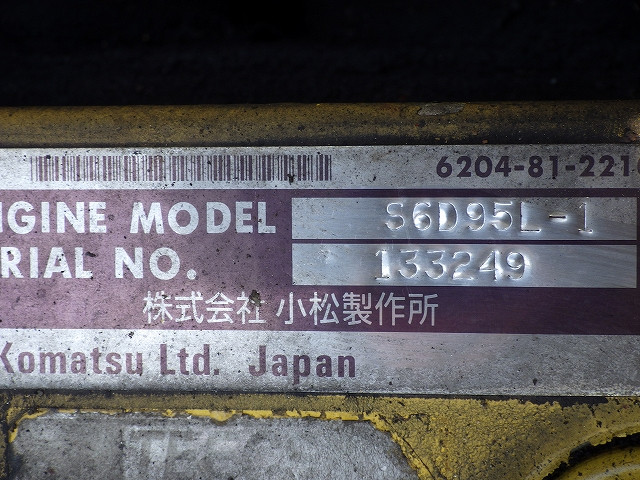 6204-81-221
NGINE MODEL S6D95L-1
RIAL NO. 133249
株式会社 小松製作所
Komatsu Ltd. Japan